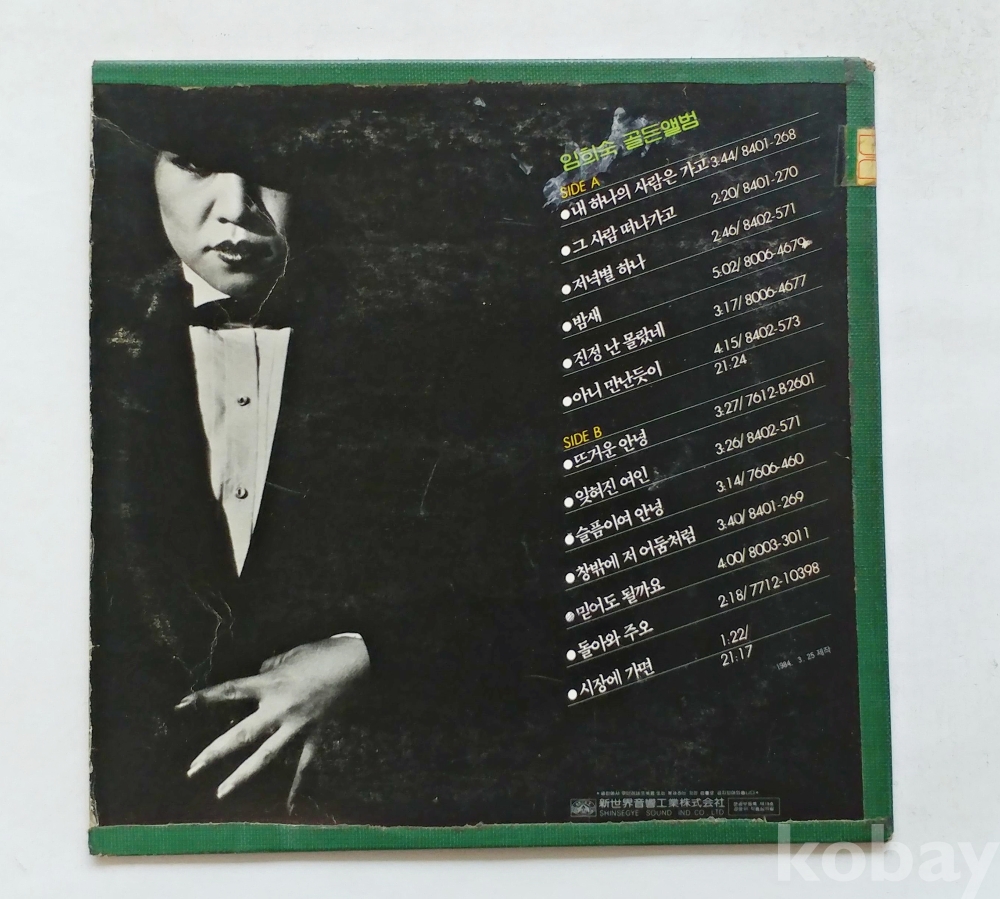 임희숙 골든앨범
SIDE A
●내 하나의 사람은 가고 3:44/ 8401-268
●그 사람 떠나가고 2:20/ 8401-270
●저녁별 하나 2:46/ 8402-571
●밤새 5:02/ 8006-4679
●진정 난 몰랐네 3:17/ 8006-4677
●아니 만난듯이 4:15/ 8402-573
21:24
SIDE B
●뜨거운 안녕 3:27/ 7612-B2601
●잊혀진 여인 3:26/ 8402-571
●슬픔이여 안녕 3:14/ 7606-460
●창밖에 저 어둠처럼 3:40/ 8401-269
●믿어도 될까요 4:00/ 8003-3011
●돌아와 주오 2:18/ 7712-10398
●시장에 가면 1:22/
21:17
1984. 3. 25 제작
新世界音響工業株式会社
SHINSEGYE SOUND IND CO. LTD
kobay